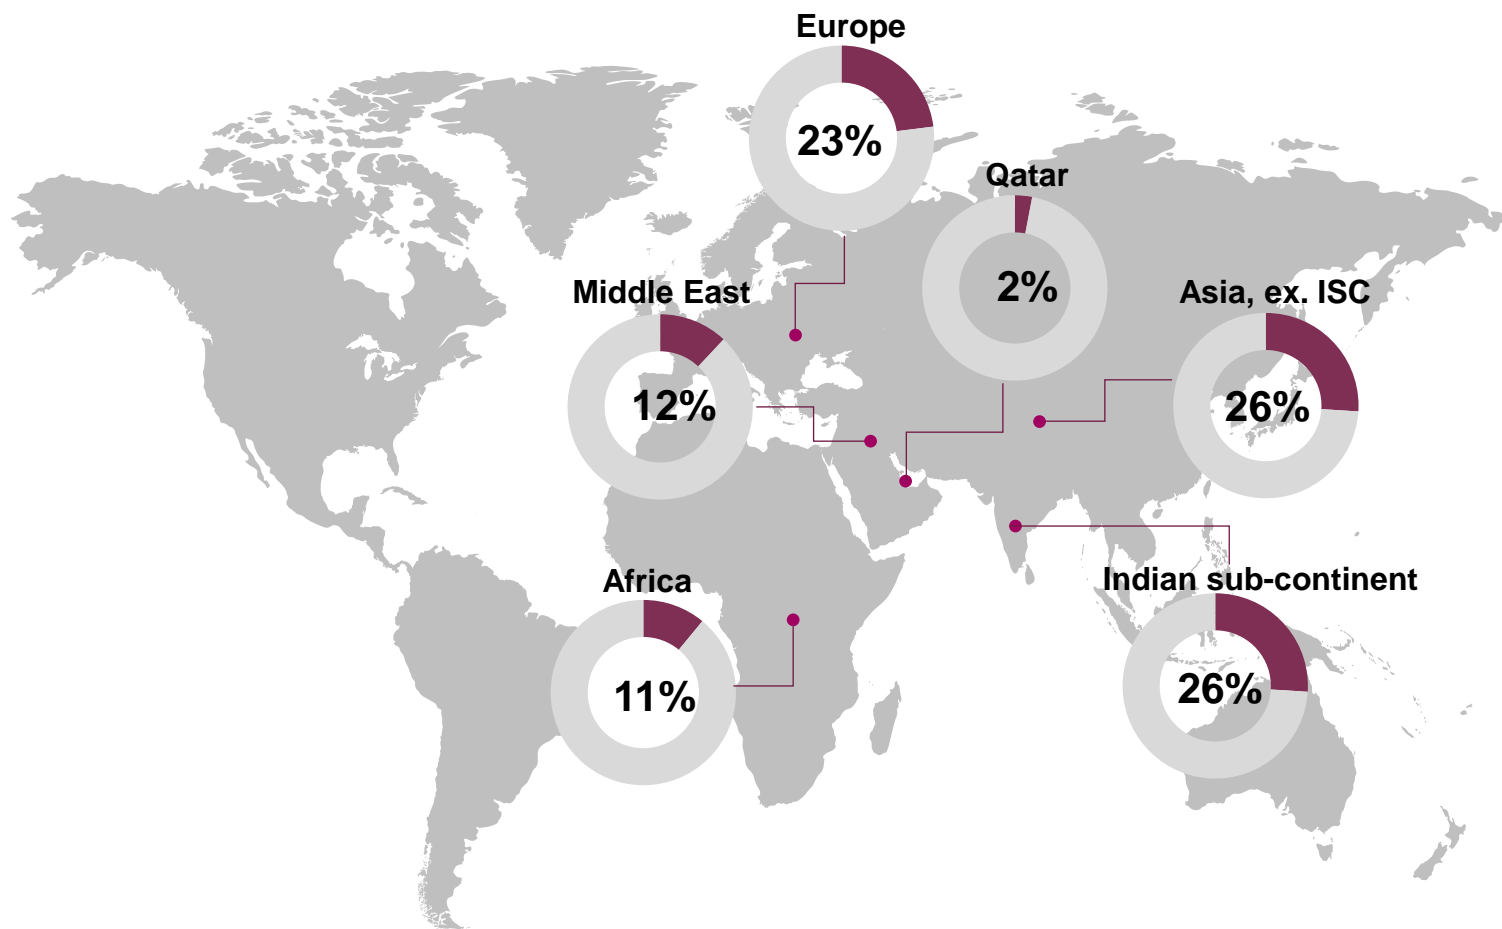 Europe
23%
Qatar
2%
Middle East
12%
Asia, ex. ISC
26%
Africa
11%
Indian sub-continent
26%